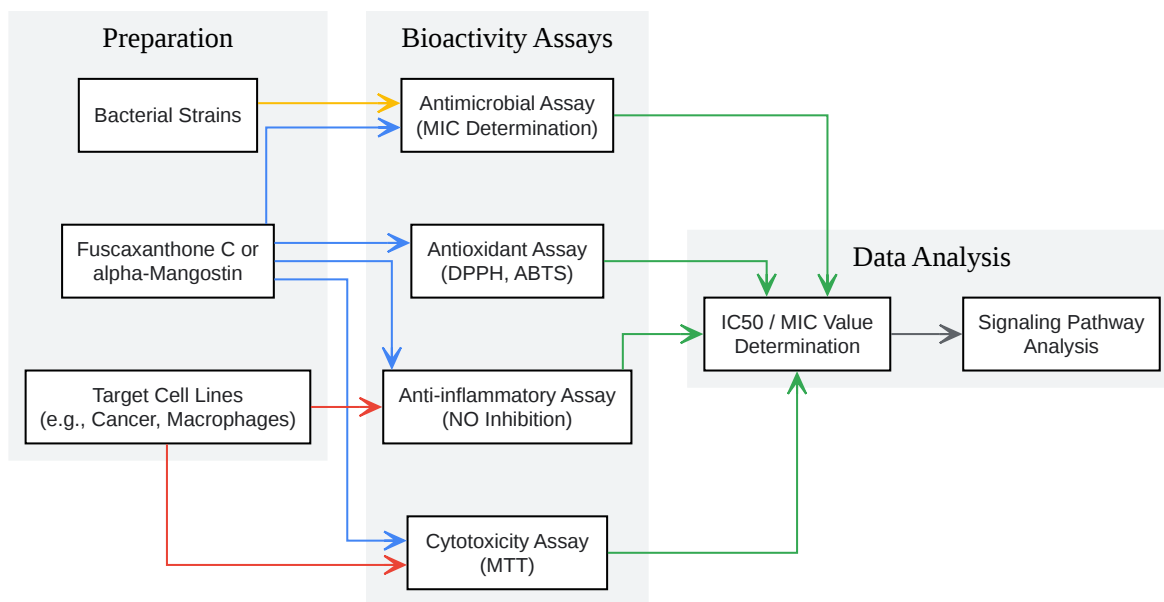 Preparation
Bacterial Strains
Fuscaxanthone C or
alpha-Mangostin
Target Cell Lines
(e.g., Cancer, Macrophages)
Bioactivity Assays
Antimicrobial Assay
(MIC Determination)
Antioxidant Assay
(DPPH, ABTS)
Anti-inflammatory Assay
(NO Inhibition)
Cytotoxicity Assay
(MTT)
Data Analysis
IC50 / MIC Value
Determination
Signaling Pathway
Analysis